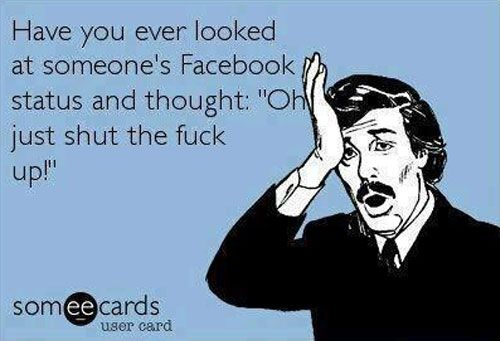 Have you ever looked
at someone's Facebook
status and thought: "Oh
just shut the fuck
up!"
someecards
user card